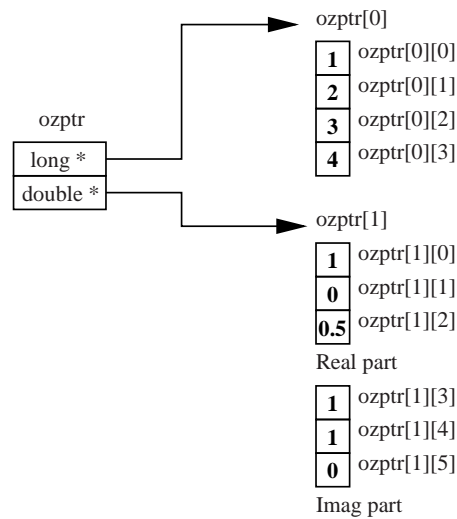 ozptr[0]
1 ozptr[0][0]
2 ozptr[0][1]
3 ozptr[0][2]
4 ozptr[0][3]
ozptr
long *
double *
ozptr[1]
1 ozptr[1][0]
0 ozptr[1][1]
0.5 ozptr[1][2]
Real part
1 ozptr[1][3]
1 ozptr[1][4]
0 ozptr[1][5]
Imag part